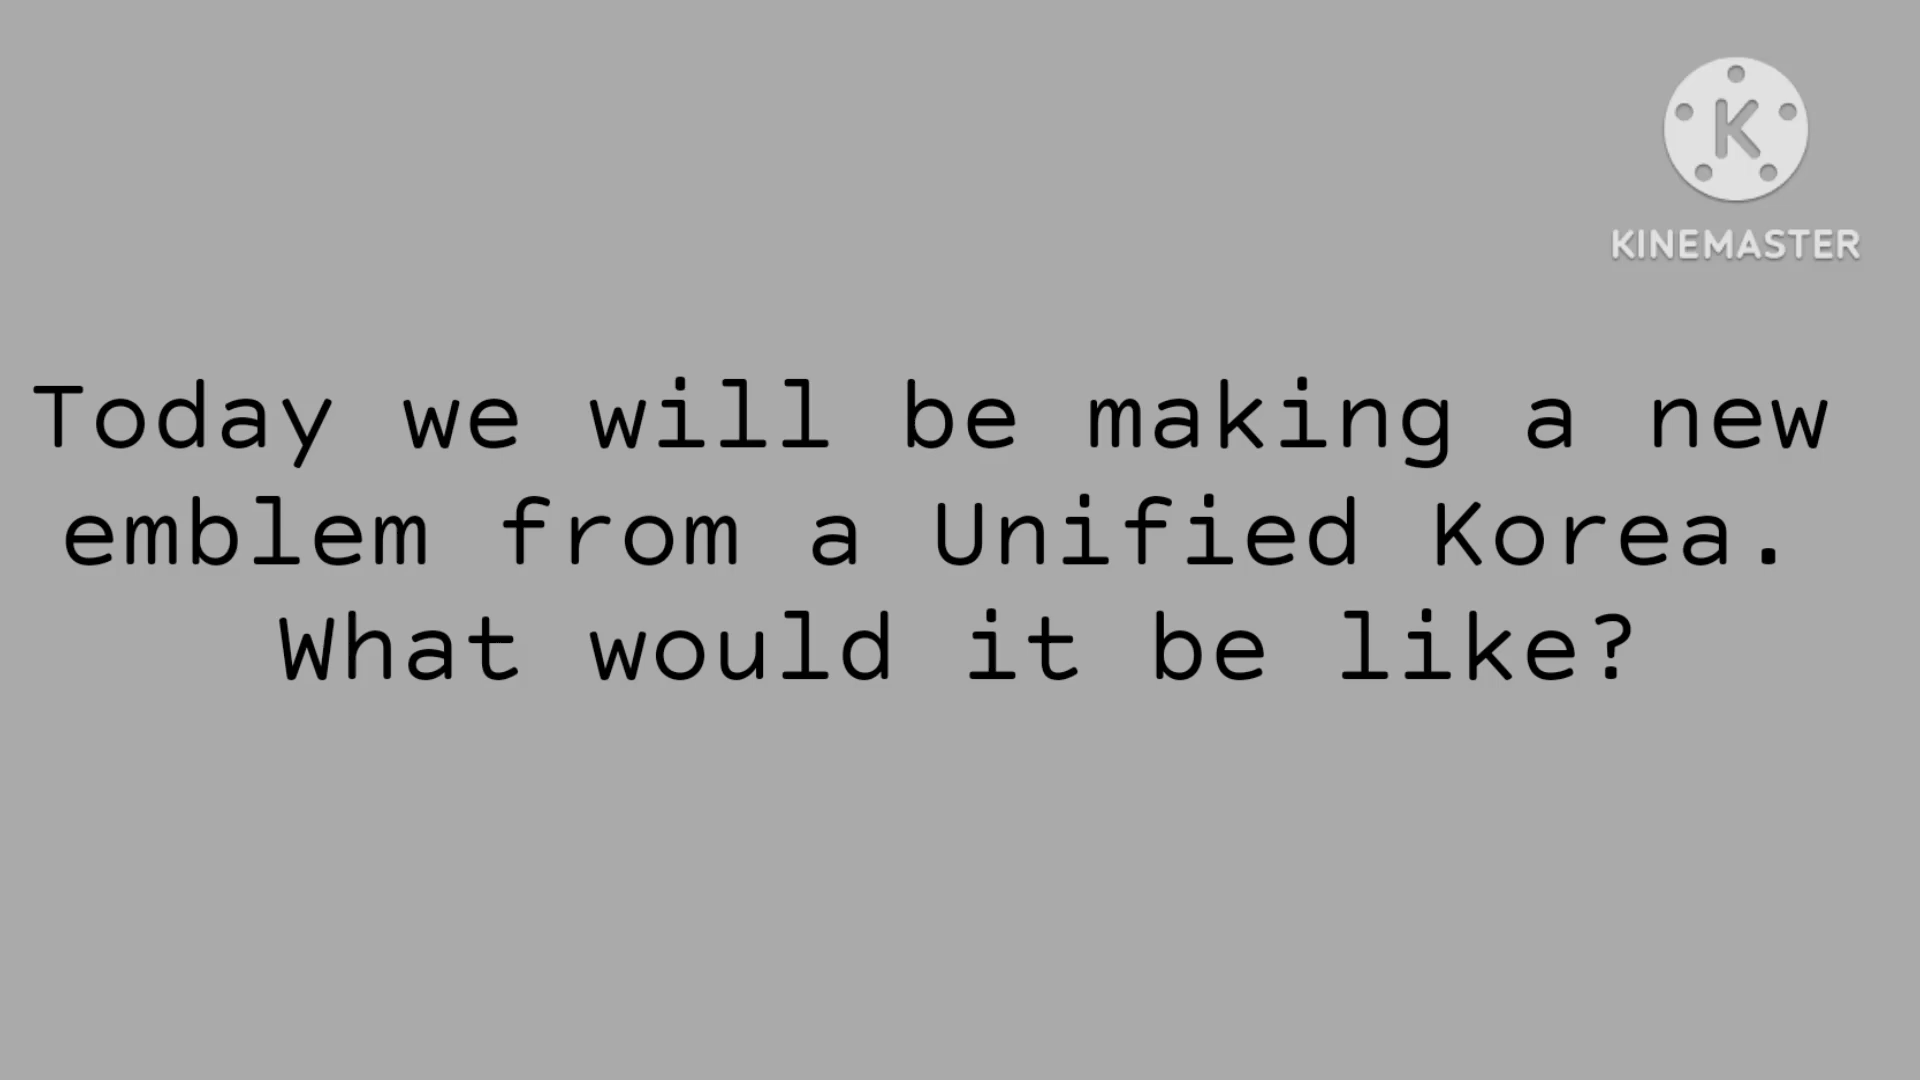 K
KINEMASTER
Today we will be making a new
emblem from a Unified Korea.
What would it be like?